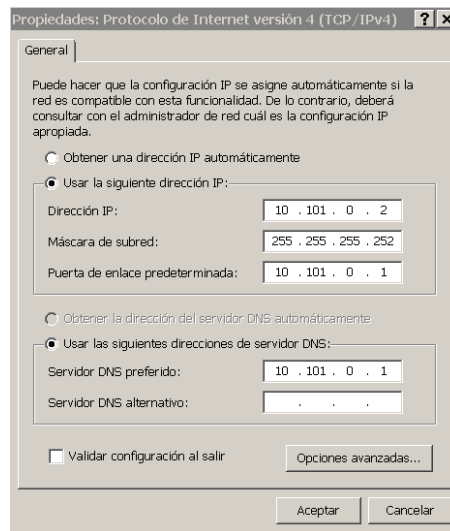 Propiedades: Protocolo de Internet versión 4 (TCP/IPv4)
General
Puede hacer que la configuración IP se asigne automáticamente si la
red es compatible con esta funcionalidad. De lo contrario, deberá
consultar con el administrador de red cuál es la configuración IP
apropiada.
Obtener una dirección IP automáticamente
Usar la siguiente dirección IP:
Dirección IP: 10 . 101 . 0 . 2
Máscara de subred: 255 . 255 . 255 . 252
Puerta de enlace predeterminada: 10 . 101 . 0 . 1
Obtener la dirección del servidor DNS automáticamente
Usar las siguientes direcciones de servidor DNS:
Servidor DNS preferido: 10 . 101 . 0 . 1
Servidor DNS alternativo: . . .
Validar configuración al salir Opciones avanzadas...
Aceptar Cancelar